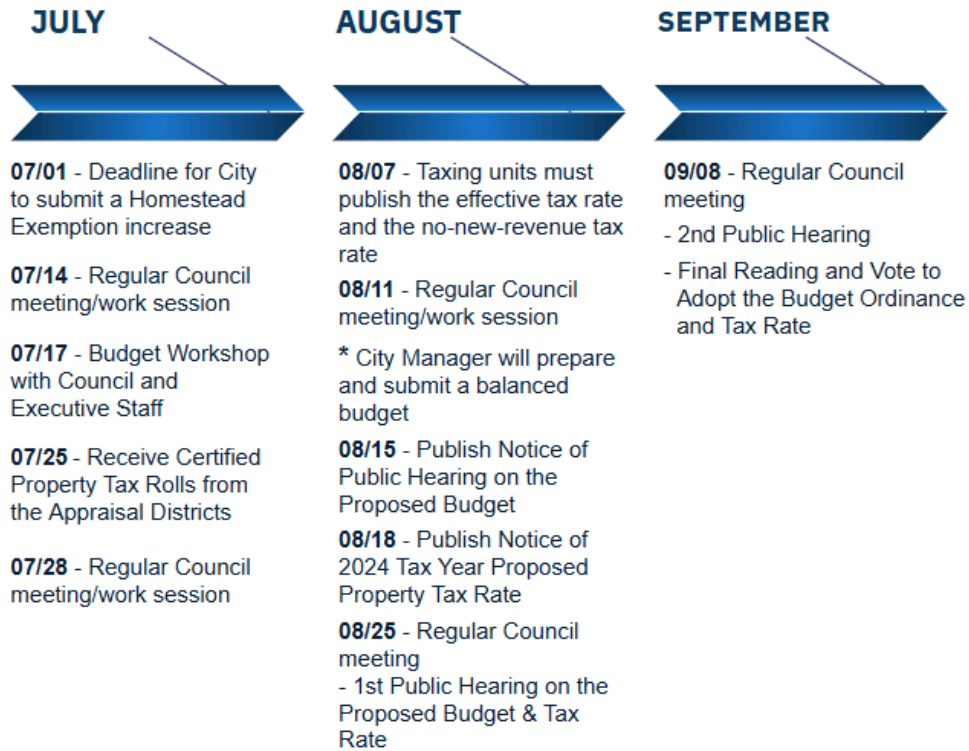 JULY
07/01 - Deadline for City
to submit a Homestead
Exemption increase
07/14 - Regular Council
meeting/work session
07/17 - Budget Workshop
with Council and
Executive Staff
07/25 - Receive Certified
Property Tax Rolls from
the Appraisal Districts
07/28 - Regular Council
meeting/work session
AUGUST
08/07 - Taxing units must
publish the effective tax rate
and the no-new-revenue tax
rate
08/11 - Regular Council
meeting/work session
* City Manager will prepare
and submit a balanced
budget
08/15 - Publish Notice of
Public Hearing on the
Proposed Budget
08/18 - Publish Notice of
2024 Tax Year Proposed
Property Tax Rate
08/25 - Regular Council
meeting
- 1st Public Hearing on the
Proposed Budget & Tax
Rate
SEPTEMBER
09/08 - Regular Council
meeting
- 2nd Public Hearing
- Final Reading and Vote to
Adopt the Budget Ordinance
and Tax Rate